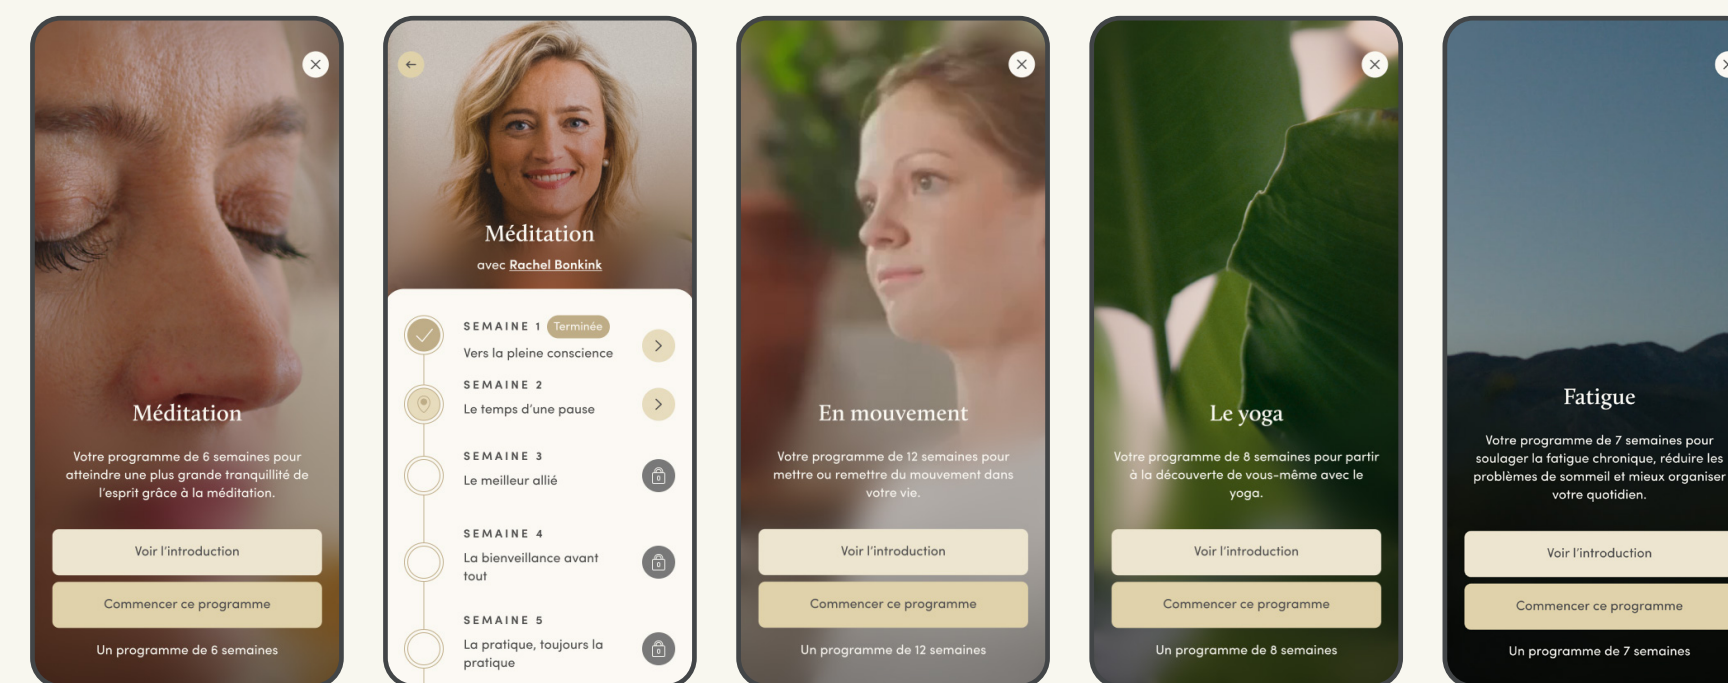 Méditation
Votre programme de 6 semaines pour
atteindre une plus grande tranquillité de
l'esprit grâce à la méditation.
Voir l'introduction
Commencer ce programme
Un programme de 6 semaines
Méditation
avec Rachel Bonkink
SEMAINE 1 Terminée
Vers la pleine conscience
SEMAINE 2
Le temps d'une pause
SEMAINE 3
Le meilleur allié
SEMAINE 4
La bienveillance avant
tout
SEMAINE 5
La pratique, toujours la
pratique
En mouvement
Votre programme de 12 semaines pour
mettre ou remettre du mouvement dans
votre vie.
Voir l'introduction
Commencer ce programme
Un programme de 12 semaines
Le yoga
Votre programme de 8 semaines pour partir
à la découverte de vous-même avec le
yoga.
Voir l'introduction
Commencer ce programme
Un programme de 8 semaines
Fatigue
Votre programme de 7 semaines pour
soulager la fatigue chronique, réduire les
problèmes de sommeil et mieux organiser
votre quotidien.
Voir l'introduction
Commencer ce programme
Un programme de 7 semaines